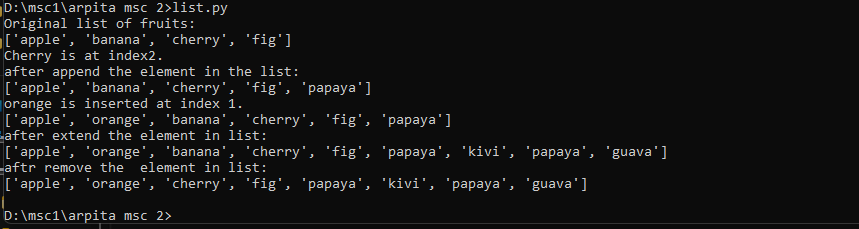 D:\msc1\arpita msc 2>list.py
Original list of fruits:
['apple', 'banana', 'cherry', 'fig']
Cherry is at index2.
after append the element in the list:
['apple', 'banana', 'cherry', 'fig', 'papaya']
orange is inserted at index 1.
['apple', 'orange', 'banana', 'cherry', 'fig', 'papaya']
after extend the element in list:
['apple', 'orange', 'banana', 'cherry', 'fig', 'papaya', 'kivi', 'papaya', 'guava']
aftr remove the  element in list:
['apple', 'orange', 'cherry', 'fig', 'papaya', 'kivi', 'papaya', 'guava']
D:\msc1\arpita msc 2>